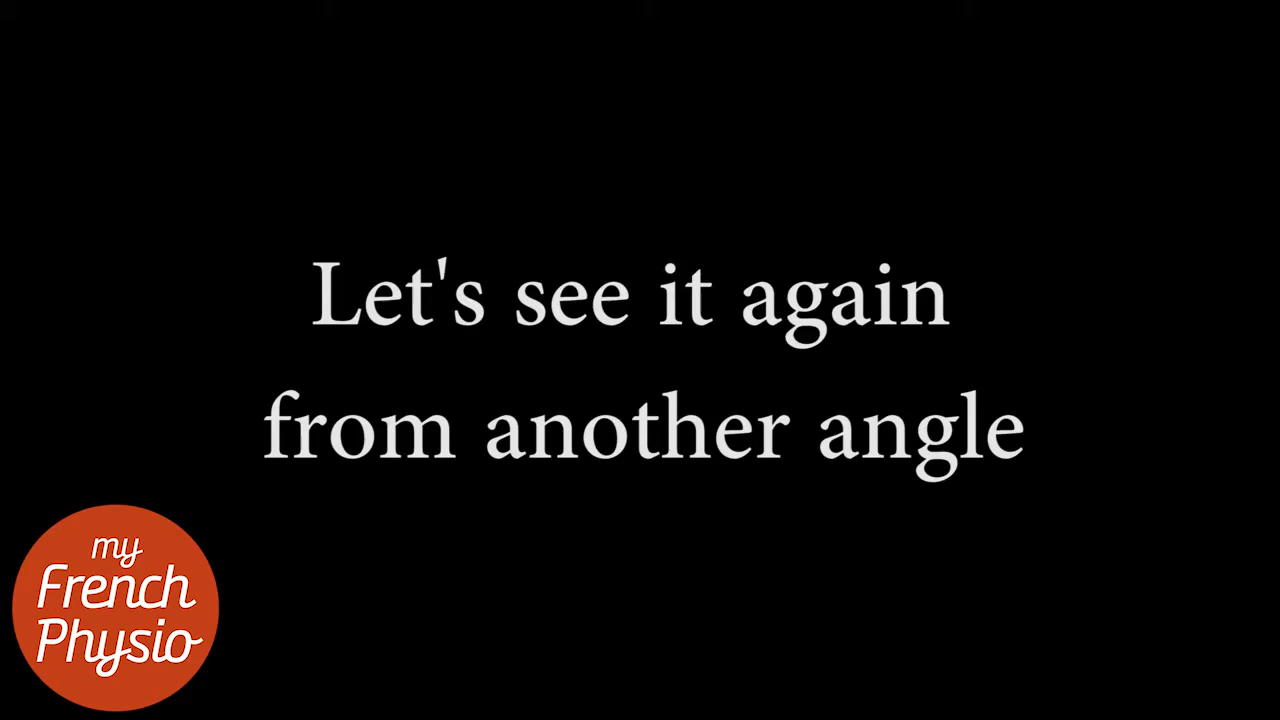 Let's see it again
from another angle
my
French
Physio